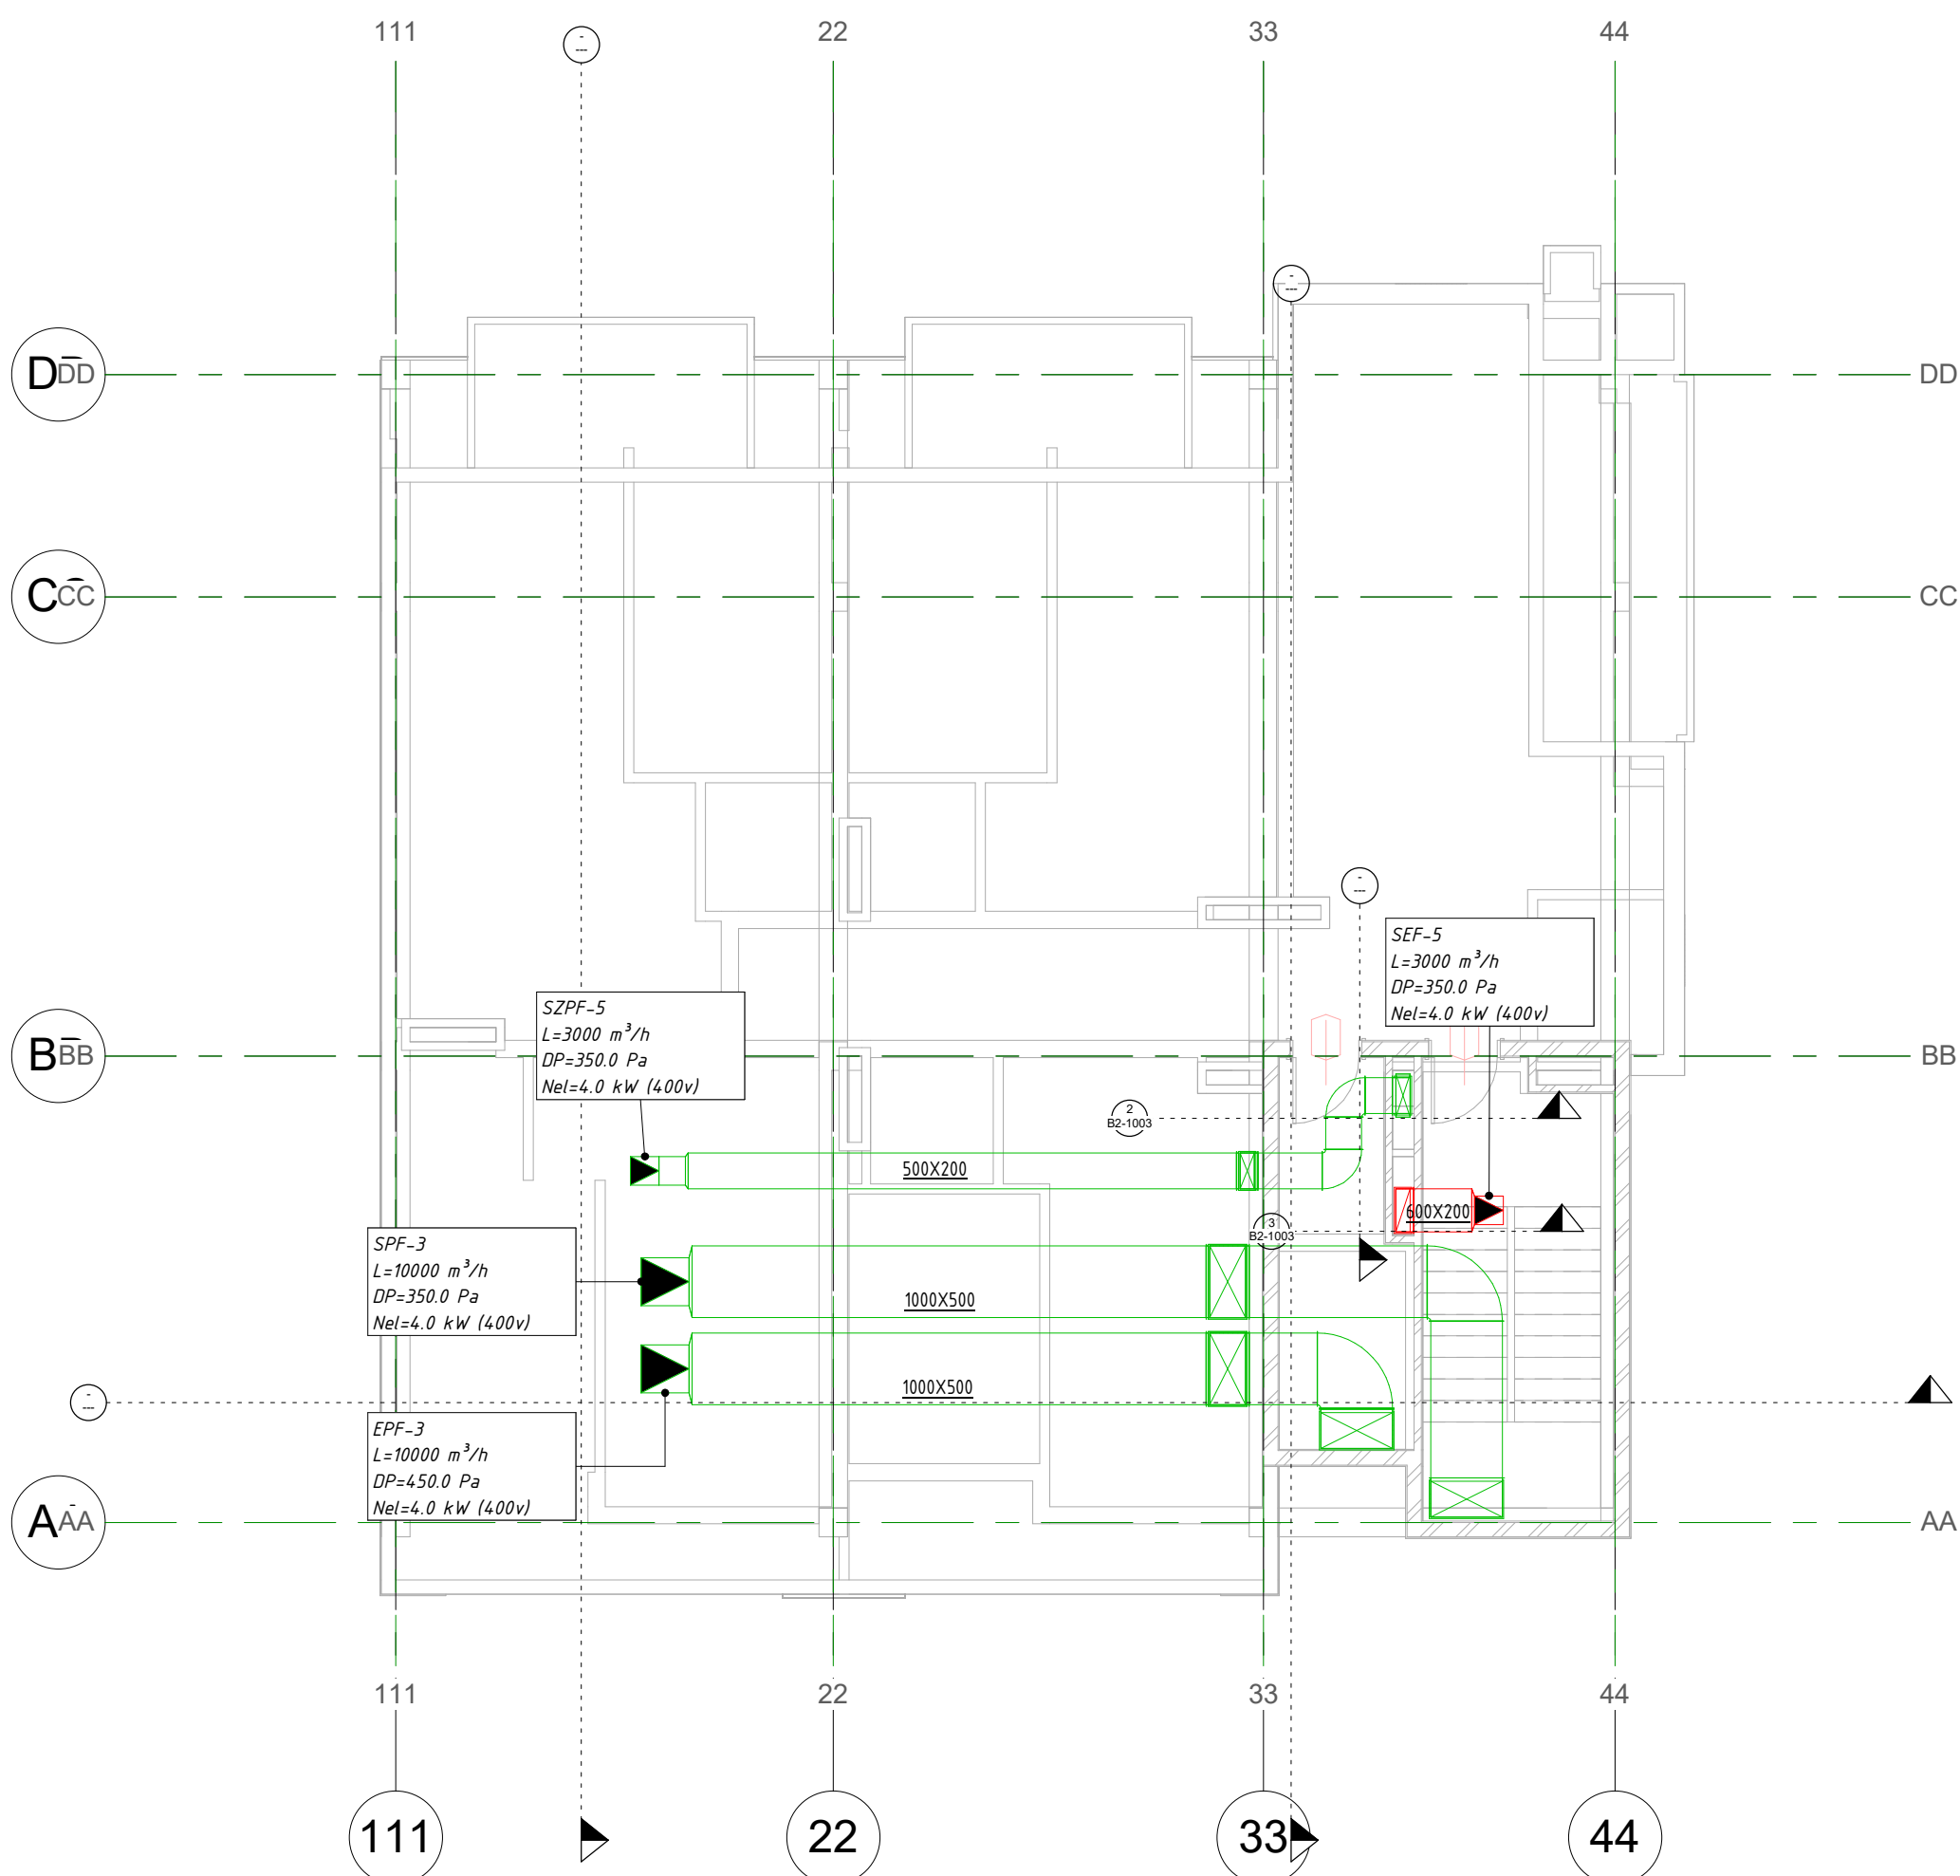 111
22
33
44
-
---
-
---
D
DD
DD
C
CC
CC
-
---
SEF-5
L=3000 m³/h
DP=350.0 Pa
Nel=4.0 kW (400v)
SZPF-5
L=3000 m³/h
DP=350.0 Pa
Nel=4.0 kW (400v)
B
BB
BB
2
B2-1003
500X200
600X200
3
B2-1003
SPF-3
L=10000 m³/h
DP=350.0 Pa
Nel=4.0 kW (400v)
1000X500
1000X500
-
---
EPF-3
L=10000 m³/h
DP=450.0 Pa
Nel=4.0 kW (400v)
A
AA
AA
111
22
33
44
111
22
33
44